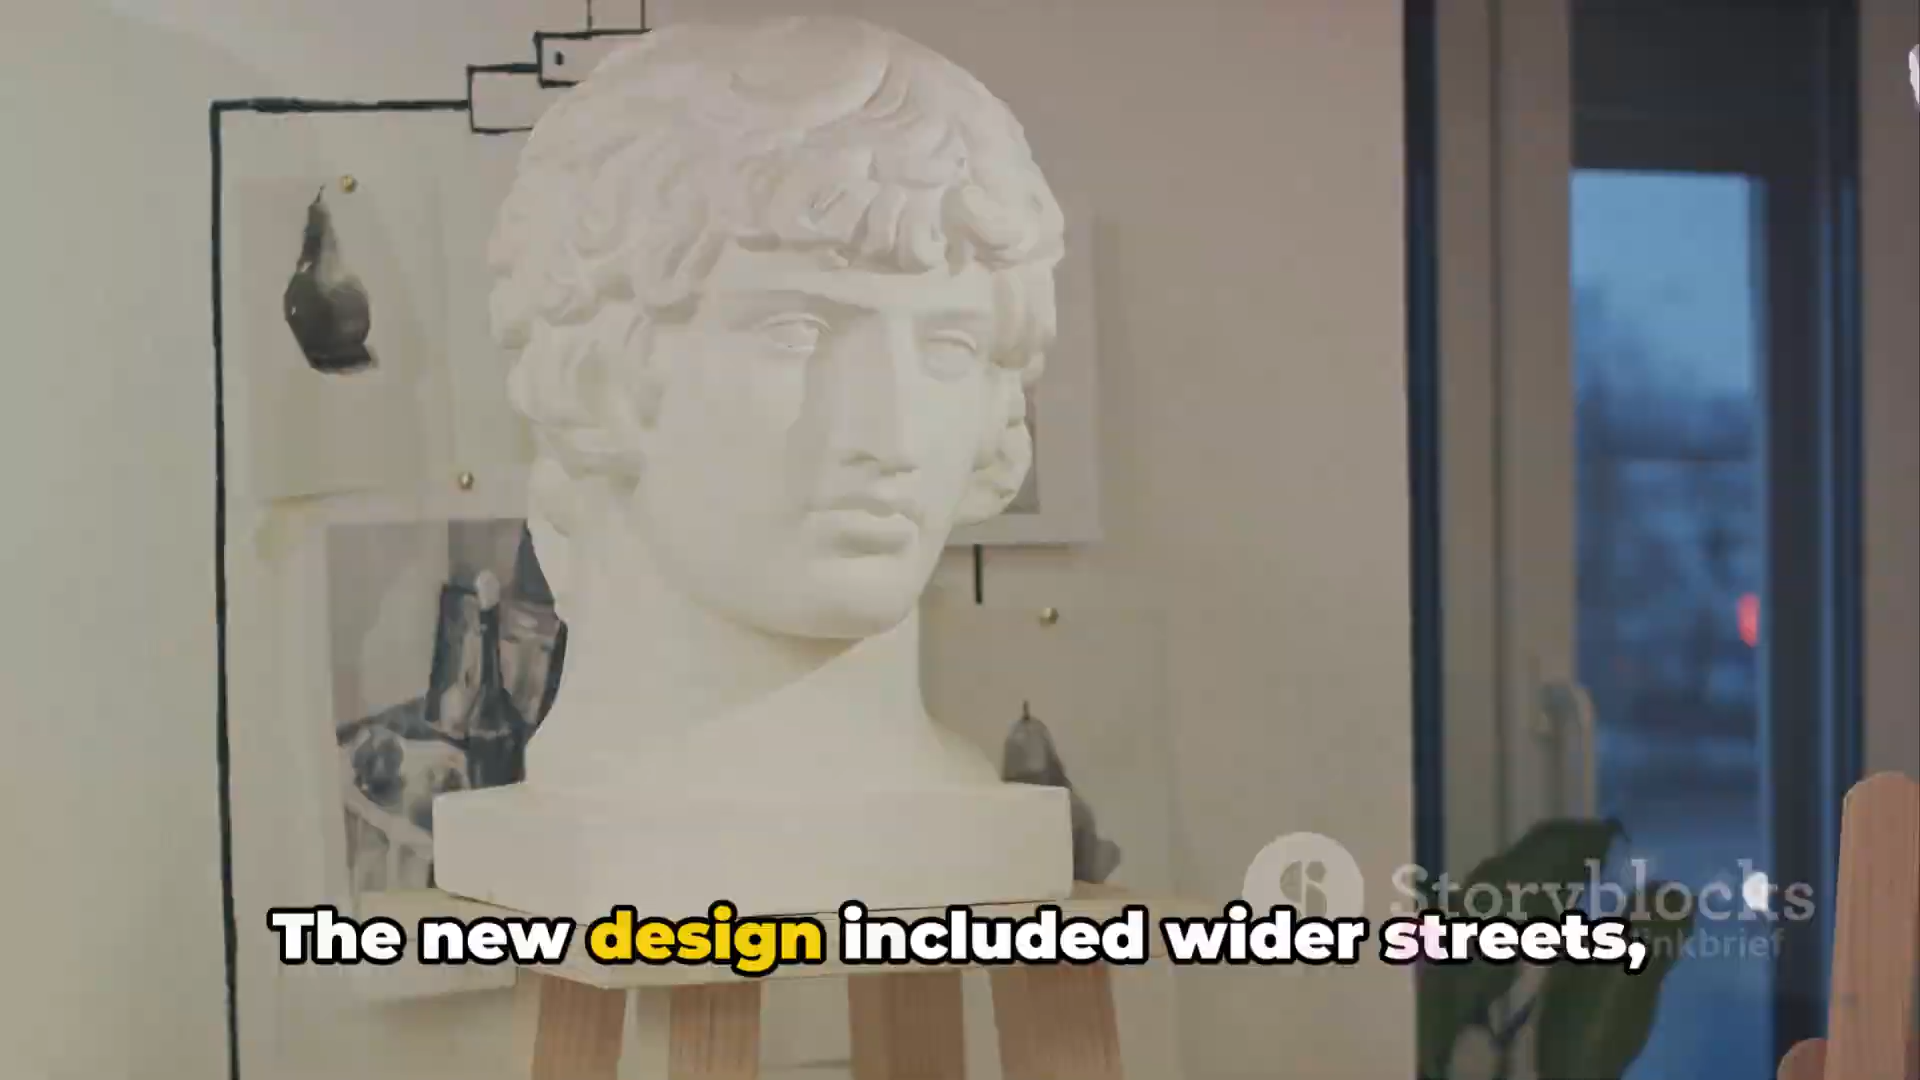 Storyblocks
The new design included wider streets,